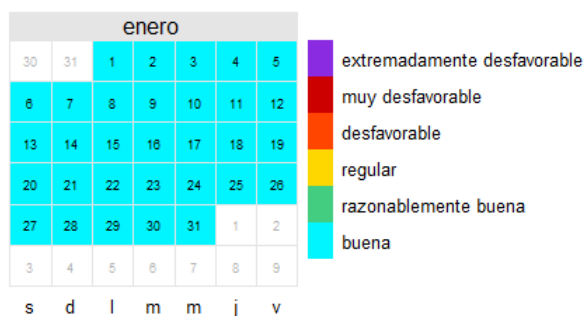 enero
30 31 1 2 3 4 5
6 7 8 9 10 11 12
13 14 15 16 17 18 19
20 21 22 23 24 25 26
27 28 29 30 31 1 2
3 4 5 6 7 8 9
s d l m m j v
extremadamente desfavorable
muy desfavorable
desfavorable
regular
razonablemente buena
buena